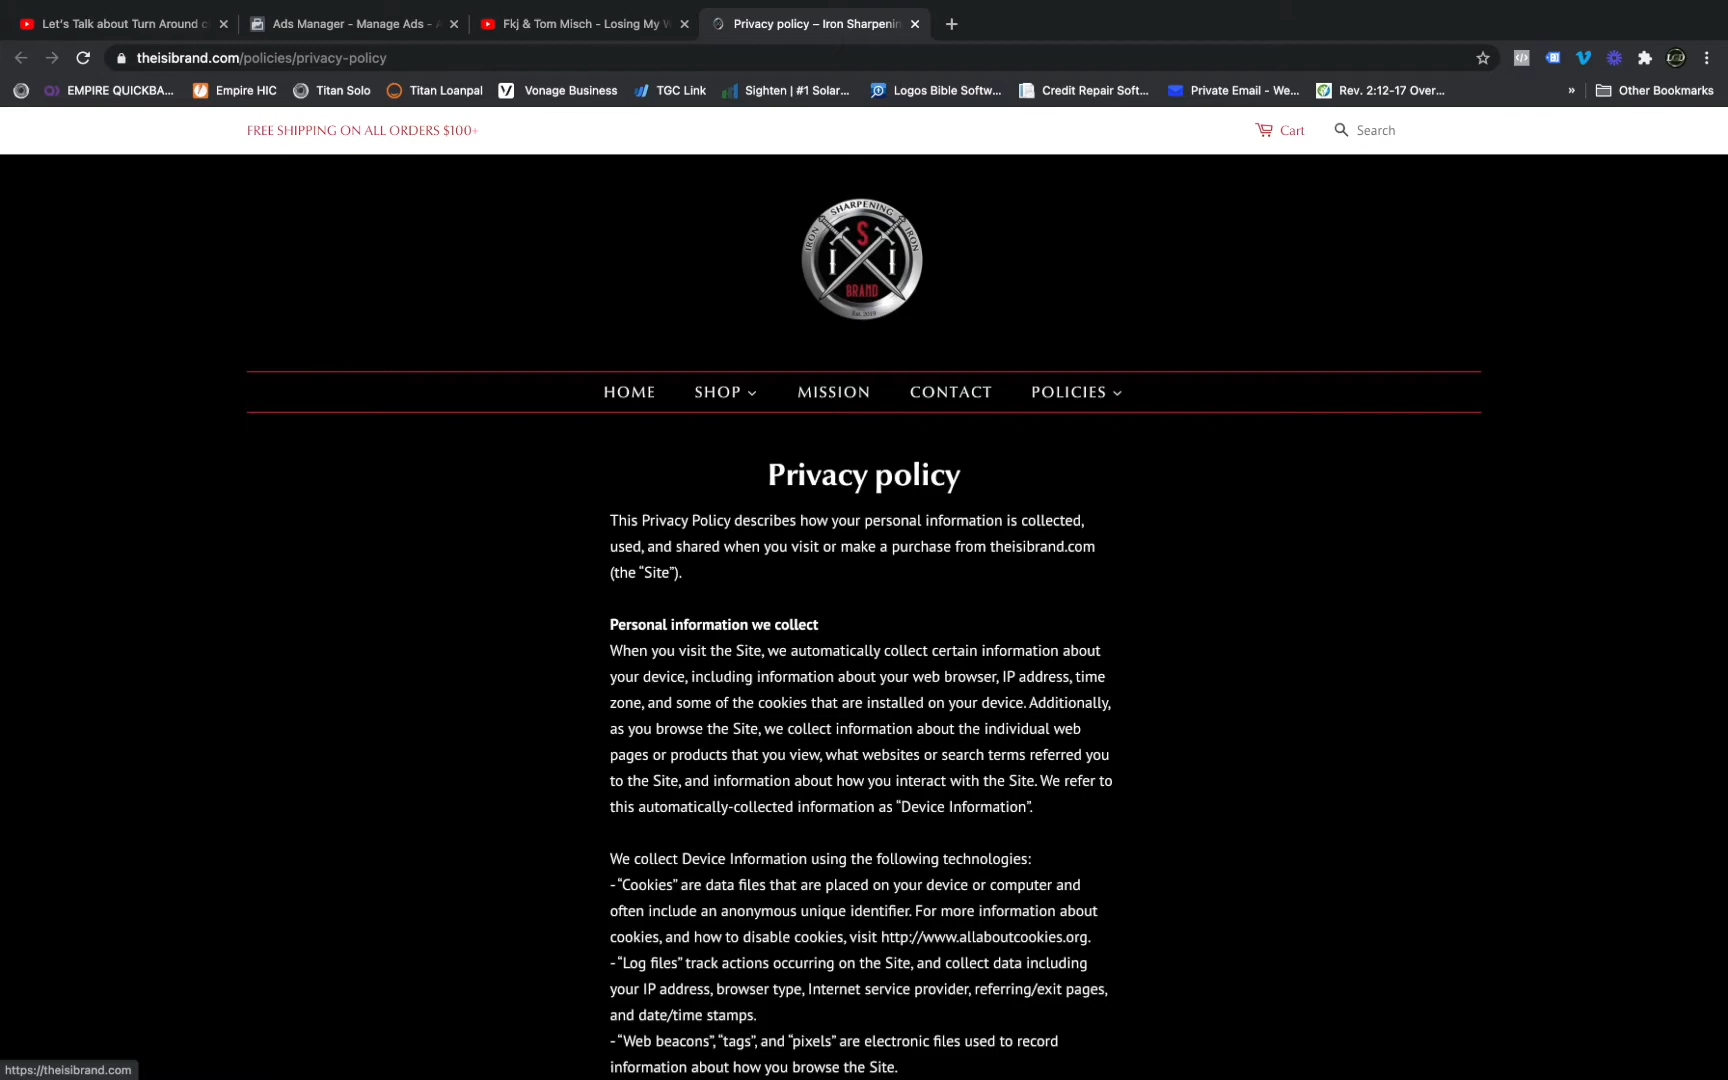 Let's Talk about Turn Around
Ads Manager - Manage Ads -
Fkj & Tom Misch - Losing My
Privacy policy – Iron Sharpenin
theisibrand.com/policies/privacy-policy
EMPIRE QUICKBA... Empire HIC Titan Solo Titan Loanpal Vonage Business TGC Link Sighten | #1 Solar... Logos Bible Softw... Credit Repair Soft... Private Email - We... Rev. 2:12-17 Over... » Other Bookmarks
FREE SHIPPING ON ALL ORDERS $100+
Cart
Search
SHARPENING
IRON
IRON
S
I I
BRAND
HOME SHOP MISSION CONTACT POLICIES
Privacy policy
This Privacy Policy describes how your personal information is collected,
used, and shared when you visit or make a purchase from theisibrand.com
(the “Site”).
Personal information we collect
When you visit the Site, we automatically collect certain information about
your device, including information about your web browser, IP address, time
zone, and some of the cookies that are installed on your device. Additionally,
as you browse the Site, we collect information about the individual web
pages or products that you view, what websites or search terms referred you
to the Site, and information about how you interact with the Site. We refer to
this automatically-collected information as “Device Information”.
We collect Device Information using the following technologies:
- “Cookies” are data files that are placed on your device or computer and
often include an anonymous unique identifier. For more information about
cookies, and how to disable cookies, visit http://www.allaboutcookies.org.
- “Log files” track actions occurring on the Site, and collect data including
your IP address, browser type, Internet service provider, referring/exit pages,
and date/time stamps.
- “Web beacons”, “tags”, and “pixels” are electronic files used to record
information about how you browse the Site.
https://theisibrand.com